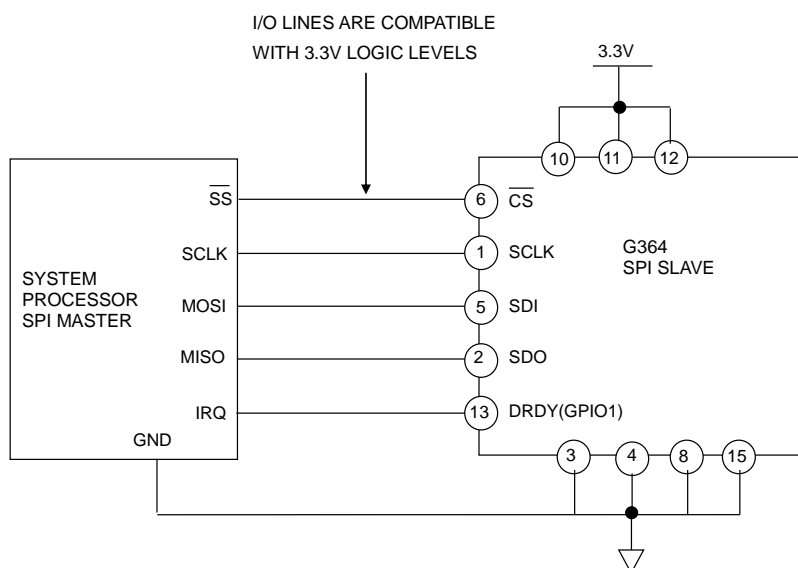 I/O LINES ARE COMPATIBLE
WITH 3.3V LOGIC LEVELS
3.3V
10
11
12
SS
6
CS
SCLK
1
SCLK
G364
SPI SLAVE
SYSTEM
PROCESSOR
SPI MASTER
MOSI
5
SDI
MISO
2
SDO
IRQ
13
DRDY(GPIO1)
GND
3
4
8
15